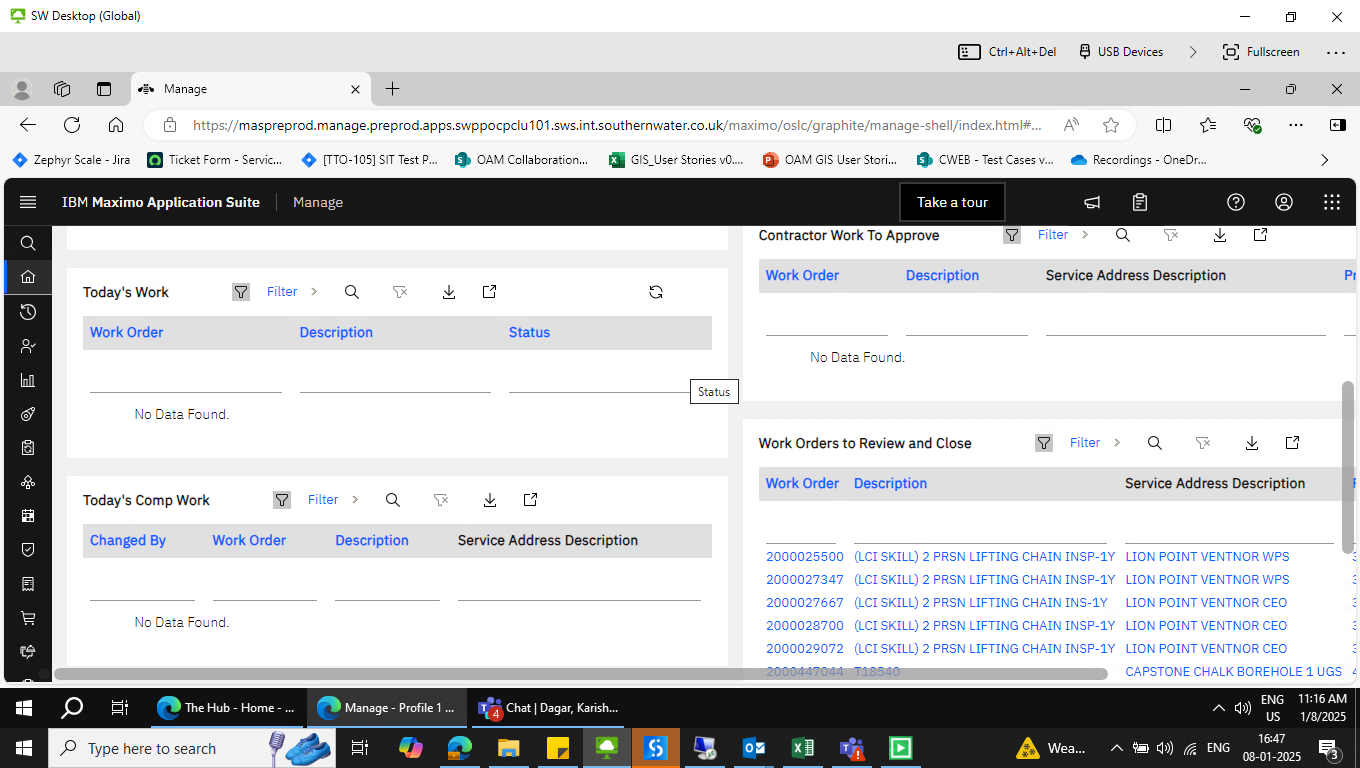 SW Desktop (Global)
Ctrl+Alt+Del USB Devices Fullscreen
Manage
https://maspreprod.manage.preprod.apps.swppocpclu101.sws.int.southernwater.co.uk/maximo/oslc/graphite/manage-shell/index.html#...
Zephyr Scale - Jira Ticket Form - Servic... [TTO-105] SIT Test P... OAM Collaboration... GIS_User Stories v0.... OAM GIS User Stori... CWEB - Test Cases v... Recordings - OneDr...
IBM Maximo Application Suite Manage Take a tour
Contractor Work To Approve Filter
Work Order Description Service Address Description Pr
No Data Found.
Today's Work Filter
Work Order Description Status
Status
No Data Found.
Work Orders to Review and Close Filter
Work Order Description Service Address Description
2000025500 (LCI SKILL) 2 PRSN LIFTING CHAIN INSP-1Y LION POINT VENTNOR WPS
2000027347 (LCI SKILL) 2 PRSN LIFTING CHAIN INSP-1Y LION POINT VENTNOR WPS
2000027667 (LCI SKILL) 2 PRSN LIFTING CHAIN INS-1Y LION POINT VENTNOR CEO
2000028700 (LCI SKILL) 2 PRSN LIFTING CHAIN INSP-1Y LION POINT VENTNOR CEO
2000029072 (LCI SKILL) 2 PRSN LIFTING CHAIN INSP-1Y LION POINT VENTNOR CEO
2000447044 T18540 CAPSTONE CHALK BOREHOLE 1 UGS
Today's Comp Work Filter
Changed By Work Order Description Service Address Description
No Data Found.
The Hub - Home - ... Manage - Profile 1 ... 4 Chat | Dagar, Karish... ENG US 11:16 AM 1/8/2025
Type here to search Wea... ENG 16:47 08-01-2025 3